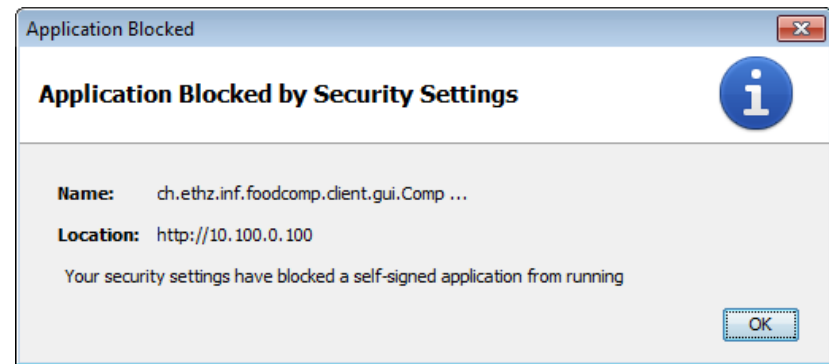 Application Blocked
Application Blocked by Security Settings
Name: ch.ethz.inf.foodcomp.client.gui.Comp ...
Location: http://10.100.0.100
Your security settings have blocked a self-signed application from running
OK